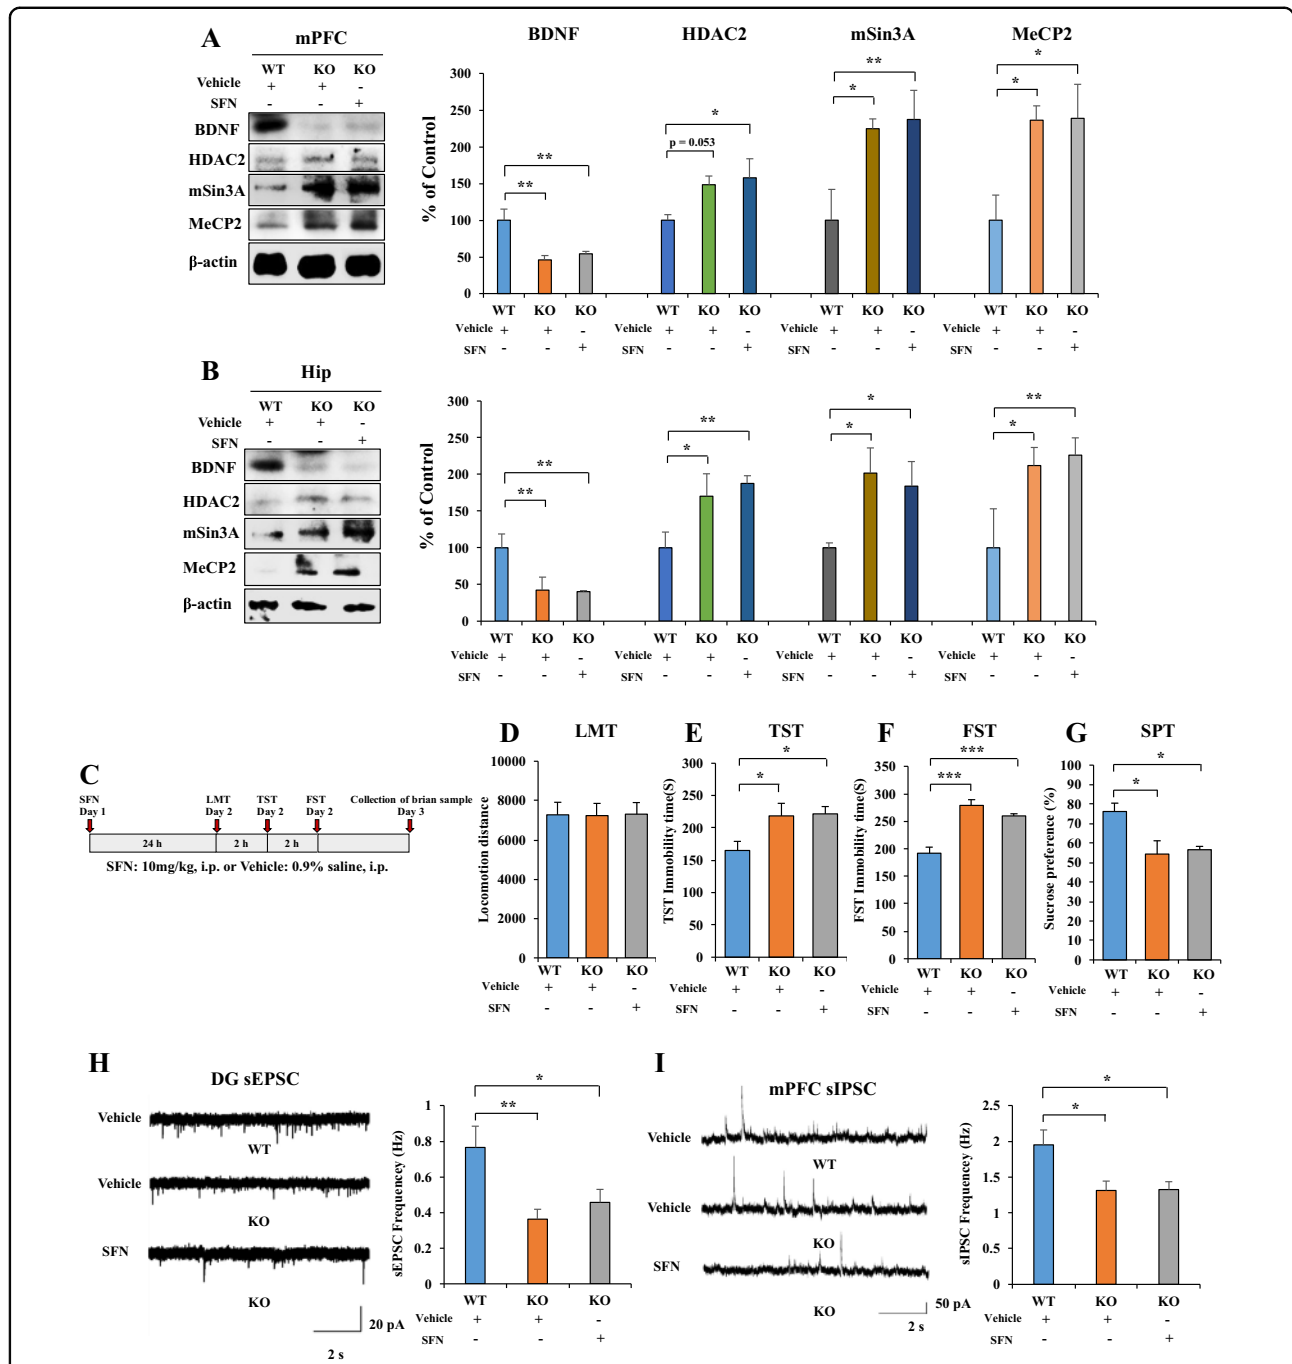 A
mPFC
WT KO KO
Vehicle + + -
SFN - - +
BDNF
HDAC2
mSin3A
MeCP2
β-actin
BDNF HDAC2 mSin3A MeCP2
% of Control
300
250
200
150
100
50
0
** **
p = 0.053 *
* **
* *
WT KO KO WT KO KO WT KO KO WT KO KO
Vehicle + + - Vehicle + + - Vehicle + + - Vehicle + + -
SFN - - + SFN - - + SFN - - + SFN - - +
B
Hip
WT KO KO
Vehicle + + -
SFN - - +
BDNF
HDAC2
mSin3A
MeCP2
β-actin
% of Control
300
250
200
150
100
50
0
** **
* **
* *
* **
WT KO KO WT KO KO WT KO KO WT KO KO
Vehicle + + - Vehicle + + - Vehicle + + - Vehicle + + -
SFN - - + SFN - - + SFN - - + SFN - - +
C
SFN LMT TST FST Collection of brian sample
Day 1 Day 2 Day 2 Day 2 Day 3
24 h 2 h 2 h
SFN: 10mg/kg, i.p. or Vehicle: 0.9% saline, i.p.
D
LMT
Locomotion distance
10000
8000
6000
4000
2000
0
WT KO KO
Vehicle + + -
SFN - - +
E
TST
TST Immobility time(S)
300
250
200
150
100
50
0
* *
WT KO KO
Vehicle + + -
SFN - - +
F
FST
FST Immobility time(S)
350
300
250
200
150
100
50
0
*** ***
WT KO KO
Vehicle + + -
SFN - - +
G
SPT
Sucrose preference (%)
100
90
80
70
60
50
40
30
20
10
0
* *
WT KO KO
Vehicle + + -
SFN - - +
H
DG sEPSC
Vehicle
WT
Vehicle
KO
SFN
KO
20 pA
2 s
sEPSC Frequencey (Hz)
1
0.8
0.6
0.4
0.2
0
** *
WT KO KO
Vehicle + + -
SFN - - +
I
mPFC sIPSC
Vehicle
WT
Vehicle
KO
SFN
KO
50 pA
2 s
sIPSC Frequencey (Hz)
2.5
2
1.5
1
0.5
0
* *
WT KO KO
Vehicle + + -
SFN - - +